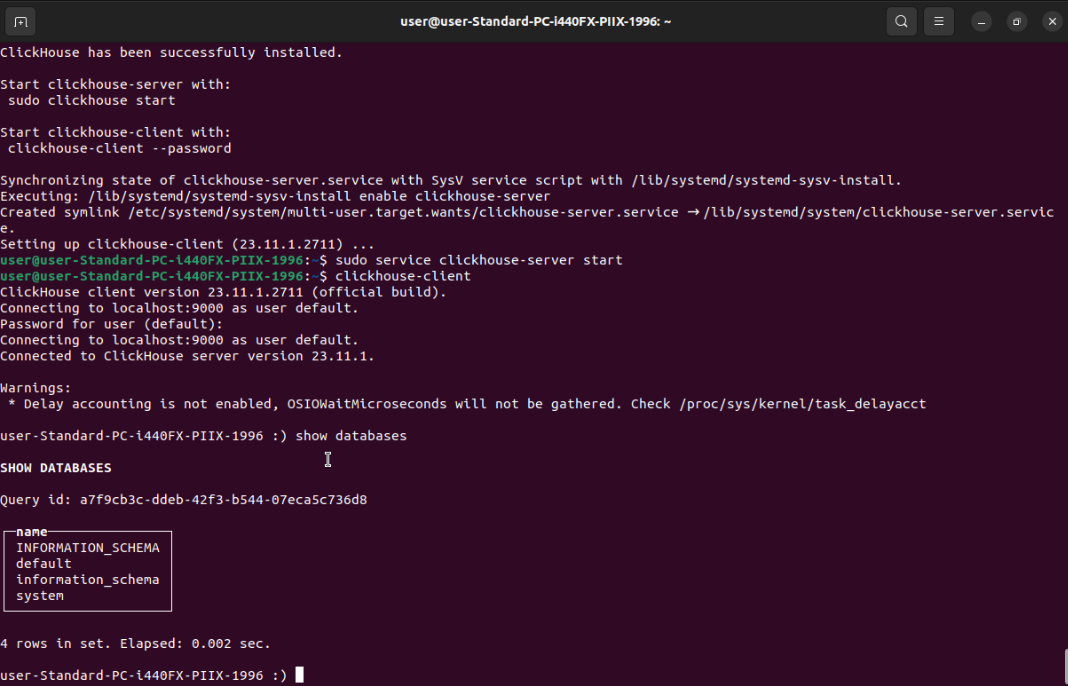 user@user-Standard-PC-i440FX-PIIX-1996: ~
ClickHouse has been successfully installed.
Start clickhouse-server with:
sudo clickhouse start
Start clickhouse-client with:
clickhouse-client --password
Synchronizing state of clickhouse-server.service with SysV service script with /lib/systemd/systemd-sysv-install.
Executing: /lib/systemd/systemd-sysv-install enable clickhouse-server
Created symlink /etc/systemd/system/multi-user.target.wants/clickhouse-server.service → /lib/systemd/system/clickhouse-server.servic
e.
Setting up clickhouse-client (23.11.1.2711) ...
user@user-Standard-PC-i440FX-PIIX-1996:~$ sudo service clickhouse-server start
user@user-Standard-PC-i440FX-PIIX-1996:~$ clickhouse-client
ClickHouse client version 23.11.1.2711 (official build).
Connecting to localhost:9000 as user default.
Password for user (default):
Connecting to localhost:9000 as user default.
Connected to ClickHouse server version 23.11.1.
Warnings:
* Delay accounting is not enabled, OSIOWaitMicroseconds will not be gathered. Check /proc/sys/kernel/task_delayacct
user-Standard-PC-i440FX-PIIX-1996 :) show databases
SHOW DATABASES
Query id: a7f9cb3c-ddeb-42f3-b544-07eca5c736d8
name
INFORMATION_SCHEMA
default
information_schema
system
4 rows in set. Elapsed: 0.002 sec.
user-Standard-PC-i440FX-PIIX-1996 :)